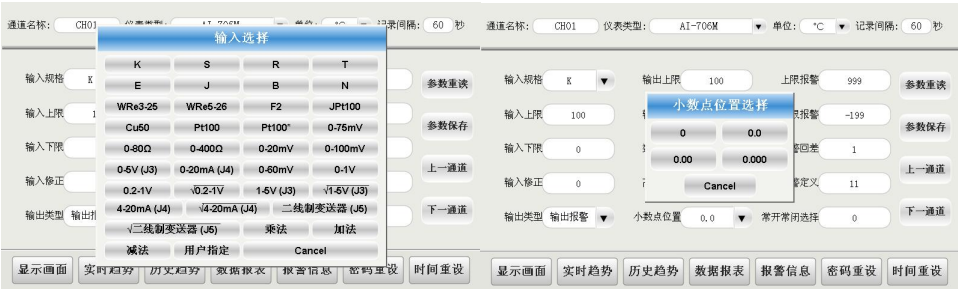 通道名称: CH01 AI-706M 记录间隔: 60 秒
输入选择
K S R T
E J B N
WRe3-25 WRe5-26 F2 JPt100
Cu50 Pt100 Pt100" 0-75mV
0-80Ω 0-400Ω 0-20mV 0-100mV
0-5V (J3) 0-20mA (J4) 0-60mV 0-1V
0.2-1V √0.2-1V 1-5V (J3) √1-5V (J3)
4-20mA (J4) √4-20mA (J4) 二线制变送器 (J5)
√二线制变送器 (J5) 乘法 加法
减法 用户指定 Cancel
输入规格 K 参数重读
输入上限 1 参数保存
输入下限
输入修正 上一通道
输出类型 输出报 下一通道
显示画面 实时趋势 历史趋势 数据报表 报警信息 密码重设 时间重设
通道名称: CH01 仪表类型: AI-706M 单位: °C 记录间隔: 60 秒
输入规格 K 输出上限 100 上限报警 999 参数重读
输入上限 100 限报警 -199 参数保存
输入下限 0 警回差 1
输入修正 0 警定义 11 上一通道
输出类型 输出报警 小数点位置 0.0 常开常闭选择 0 下一通道
小数点位置选择
0 0.0
0.00 0.000
Cancel
显示画面 实时趋势 历史趋势 数据报表 报警信息 密码重设 时间重设